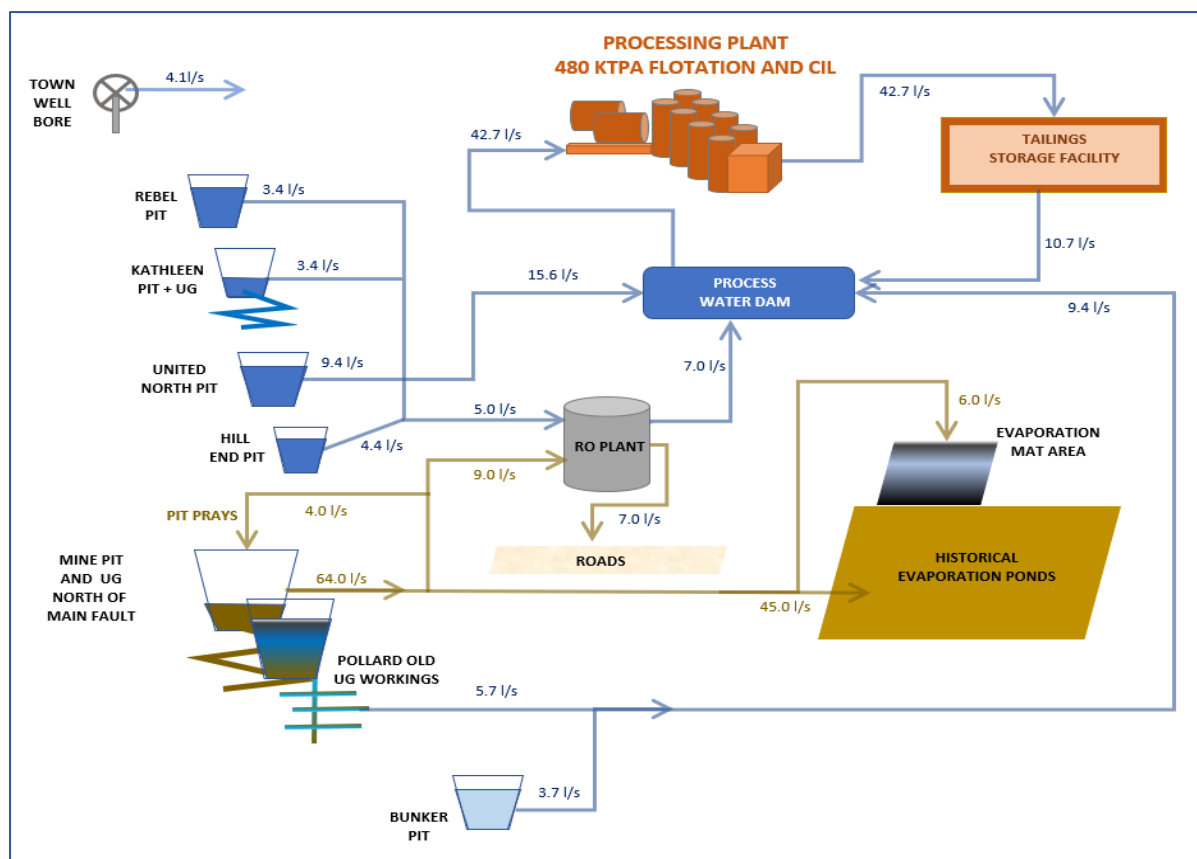 PROCESSING PLANT
480 KTPA FLOTATION AND CIL
TOWN
WELL
BORE
4.1l/s
42.7 l/s
42.7 l/s
TAILINGS
STORAGE FACILITY
REBEL
PIT
3.4 l/s
KATHLEEN
PIT + UG
3.4 l/s
15.6 l/s
PROCESS
WATER DAM
10.7 l/s
9.4 l/s
UNITED
NORTH PIT
9.4 l/s
7.0 l/s
HILL
END PIT
4.4 l/s
5.0 l/s
RO PLANT
6.0 l/s
EVAPORATION
MAT AREA
9.0 l/s
PIT PRAYS
4.0 l/s
7.0 l/s
ROADS
MINE PIT
AND UG
NORTH OF
MAIN FAULT
64.0 l/s
45.0 l/s
HISTORICAL
EVAPORATION PONDS
POLLARD OLD
UG WORKINGS
5.7 l/s
BUNKER
PIT
3.7 l/s